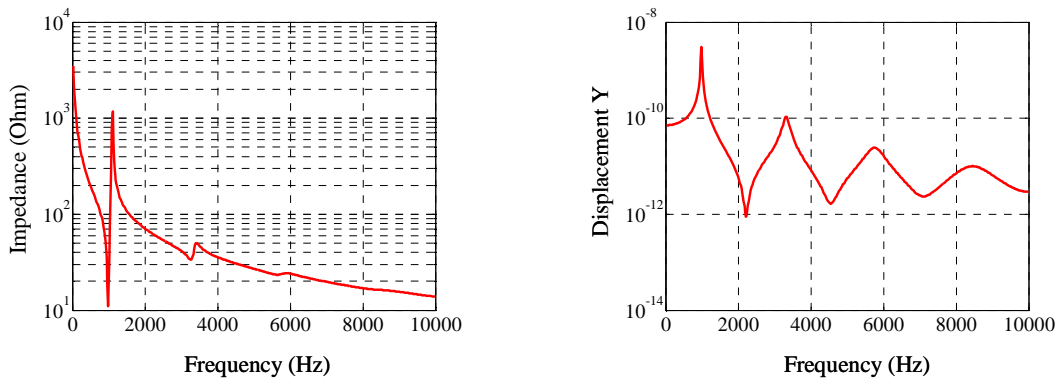 Impedance (Ohm)
10^4
10^3
10^2
10^1
0 2000 4000 6000 8000 10000
Frequency (Hz)
Displacement Y
10^-8
10^-10
10^-12
10^-14
0 2000 4000 6000 8000 10000
Frequency (Hz)